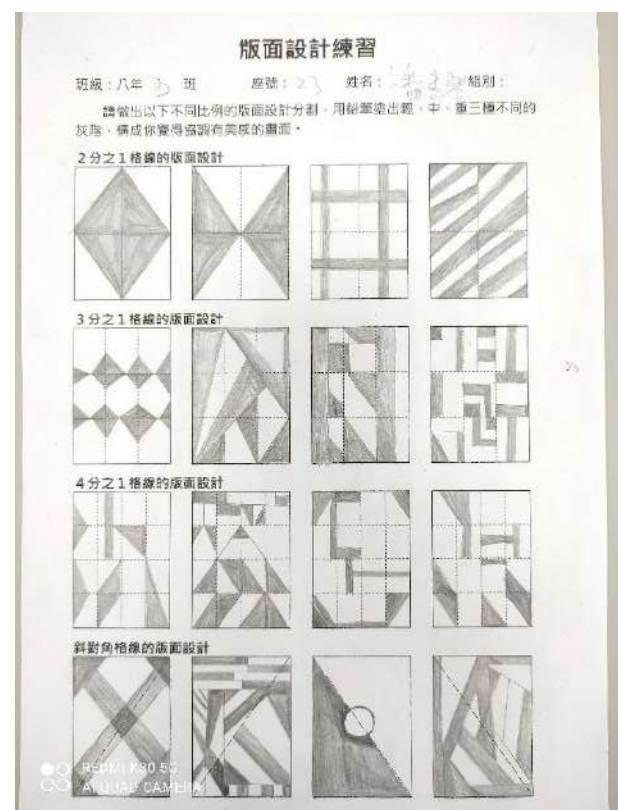 版面設計練習
班級：八年 班 座號：23 姓名： 組別：
請做出以下不同比例的版面設計分割，用鉛筆塗出輕、中、重三種不同的
灰階，構成你覺得協調有美感的畫面。
2分之1格線的版面設計
3分之1格線的版面設計
23
4分之1格線的版面設計
斜對角格線的版面設計
REDMI K30 5G
AI QUAD CAMERA